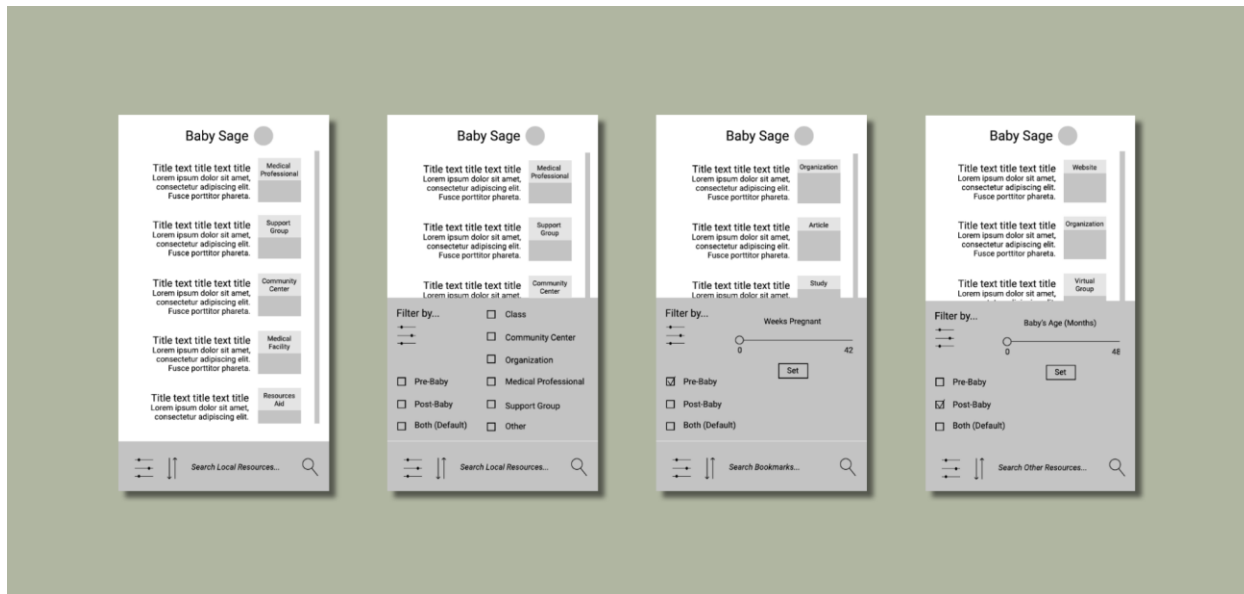 Baby Sage
Title text title text title
Lorem ipsum dolor sit amet,
consectetur adipiscing elit.
Fusce porttitor phareta.
Medical
Professional
Title text title text title
Lorem ipsum dolor sit amet,
consectetur adipiscing elit.
Fusce porttitor phareta.
Support
Group
Title text title text title
Lorem ipsum dolor sit amet,
consectetur adipiscing elit.
Fusce porttitor phareta.
Community
Center
Title text title text title
Lorem ipsum dolor sit amet,
consectetur adipiscing elit.
Fusce porttitor phareta.
Medical
Facility
Title text title text title
Lorem ipsum dolor sit amet,
consectetur adipiscing elit.
Resources
Aid
Search Local Resources...
Baby Sage
Title text title text title
Lorem ipsum dolor sit amet,
consectetur adipiscing elit.
Fusce porttitor phareta.
Medical
Professional
Title text title text title
Lorem ipsum dolor sit amet,
consectetur adipiscing elit.
Fusce porttitor phareta.
Support
Group
Title text title text title
Lorem ipsum dolor sit amet,
Community
Center
Filter by...
Pre-Baby
Post-Baby
Both (Default)
Class
Community Center
Organization
Medical Professional
Support Group
Other
Search Local Resources...
Baby Sage
Title text title text title
Lorem ipsum dolor sit amet,
consectetur adipiscing elit.
Fusce porttitor phareta.
Organization
Title text title text title
Lorem ipsum dolor sit amet,
consectetur adipiscing elit.
Fusce porttitor phareta.
Article
Title text title text title
Lorem ipsum dolor sit amet,
Study
Filter by...
Weeks Pregnant
0 42
Set
Pre-Baby
Post-Baby
Both (Default)
Search Bookmarks...
Baby Sage
Title text title text title
Lorem ipsum dolor sit amet,
consectetur adipiscing elit.
Fusce porttitor phareta.
Website
Title text title text title
Lorem ipsum dolor sit amet,
consectetur adipiscing elit.
Fusce porttitor phareta.
Organization
Title text title text title
Lorem ipsum dolor sit amet,
Virtual
Group
Filter by...
Baby's Age (Months)
0 48
Set
Pre-Baby
Post-Baby
Both (Default)
Search Other Resources...